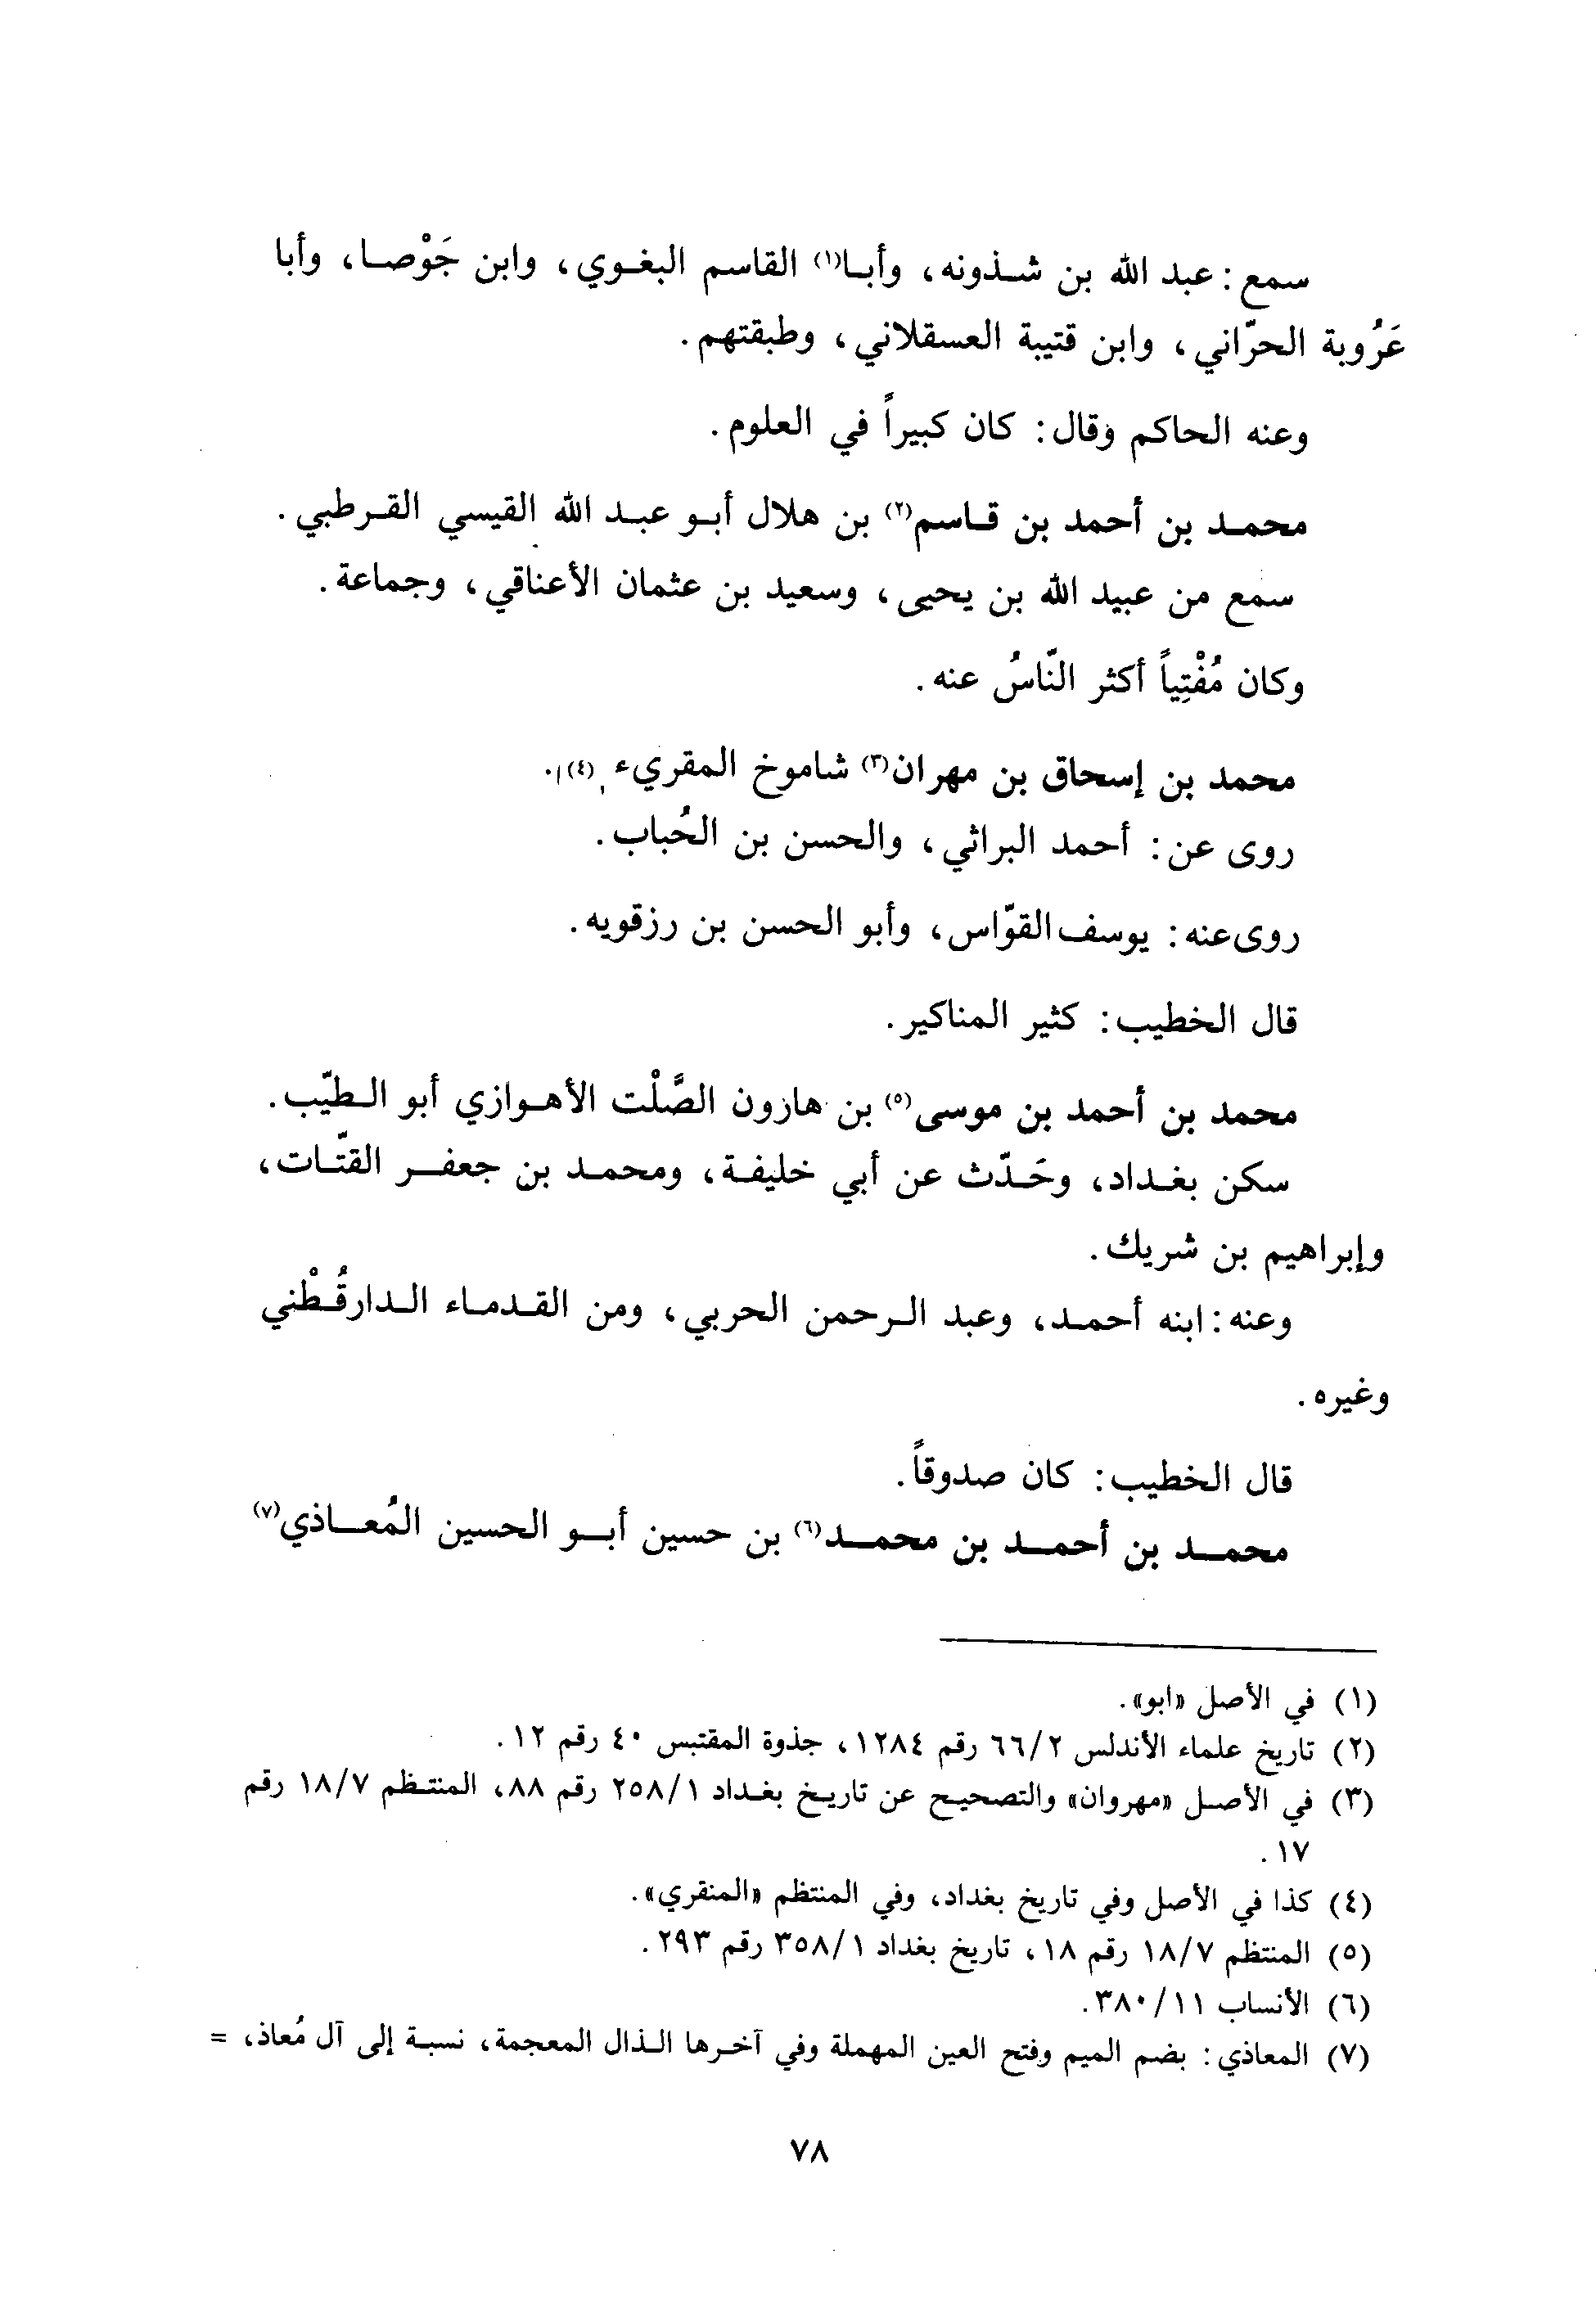 سمع: عبد الله بن شذونه، وأبا(١) القاسم البغوي، وابن جَوْصا، وأبا
عَرُوبة الحرّاني، وابن قتيبة العسقلاني، وطبقتهم.
وعنه الحاكم وقال: كان كبيراً في العلوم.
محمد بن أحمد بن قاسم(٢) بن هلال أبو عبد الله القيسي القرطبي.
سمع من عبيد الله بن يحيى، وسعيد بن عثمان الأعناقي، وجماعة.
وكان مُفْتِياً أكثر النّاسُ عنه.
محمد بن إسحاق بن مهران(٣) شاموخ المقريء(٤).
روى عن: أحمد البراثي، والحسن بن الحُباب.
روى عنه: يوسف القوّاس، وأبو الحسن بن رزقويه.
قال الخطيب: كثير المناكير.
محمد بن أحمد بن موسى(٥) بن هازون الصَّلْت الأهوازي أبو الطيّب.
سكن بغداد، وحَدّث عن أبي خليفة، ومحمد بن جعفر القتّات،
وإبراهيم بن شريك.
وعنه: ابنه أحمد، وعبد الرحمن الحربي، ومن القدماء الدارقُطْني
وغيره.
قال الخطيب: كان صدوقاً.
محمد بن أحمد بن محمد(٦) بن حسين أبو الحسين المُعاذي(٧)
(١) في الأصل «ابو».
(٢) تاريخ علماء الأندلس ٦٦/٢ رقم ١٢٨٤، جذوة المقتبس ٤٠ رقم ١٢.
(٣) في الأصل «مهروان» والتصحيح عن تاريخ بغداد ٢٥٨/١ رقم ٨٨، المنتظم ١٨/٧ رقم
١٧.
(٤) كذا في الأصل وفي تاريخ بغداد، وفي المنتظم «المنقري».
(٥) المنتظم ١٨/٧ رقم ١٨، تاريخ بغداد ٣٥٨/١ رقم ٢٩٣.
(٦) الأنساب ٣٨٠/١١.
(٧) المعاذي: بضم الميم وفتح العين المهملة وفي آخرها الذال المعجمة، نسبة إلى آل مُعاذ، =
٧٨